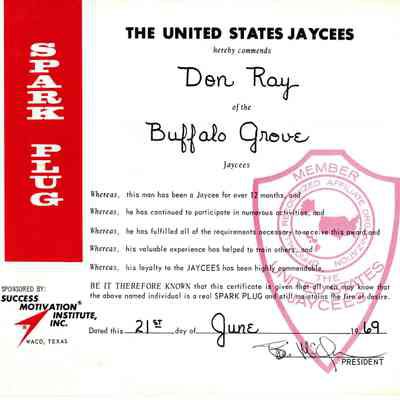 SPARK PLUG
THE UNITED STATES JAYCEES
hereby commends
Don Ray
of the
Buffalo Grove
Jaycees
Whereas, this man has been a Jaycee for over 12 months, and
Whereas, he has continued to participate in numerous activities, and
Whereas, he has fulfilled all of the requirements necessary to receive this award, and
Whereas, his valuable experience has helped to train others, and
Whereas, his loyalty to the JAYCEES has been highly commendable,
BE IT THEREFORE KNOWN that this certificate is given that all men may know that
the above named individual is a real SPARK PLUG and still maintains the fire of desire.
Dated this 21ST day of June 1969
PRESIDENT
SPONSORED BY:
SUCCESS
MOTIVATION®
INSTITUTE,
INC.
WACO, TEXAS
MEMBER
RECOGNIZED AFFILIATE ORGANIZATION
THE
UNITED STATES
JAYCEES